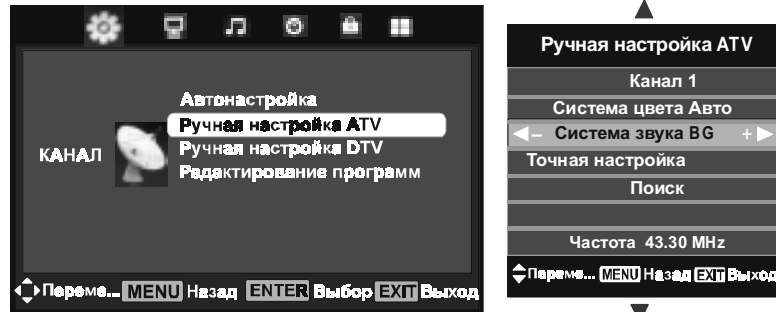 Автонастройка
Ручная настройка ATV
КАНАЛ
Ручная настройка DTV
Редактирование программ
Переме... MENU Назад ENTER Выбор EXIT Выход
Ручная настройка ATV
Канал 1
Система цвета Авто
– Система звука BG +
Точная настройка
Поиск
Частота 43.30 MHz
Переме... MENU Назад EXIT Выход